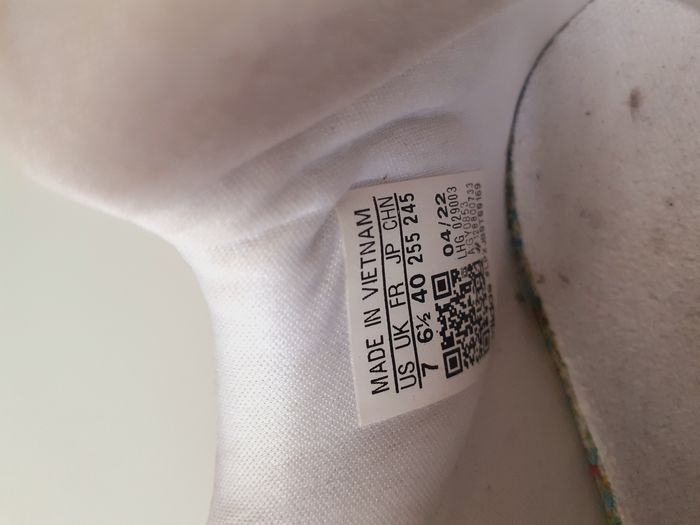 MADE IN VIETNAM
US UK FR JP CHN
7 6½ 40 255 245
04/22
LHG 029003